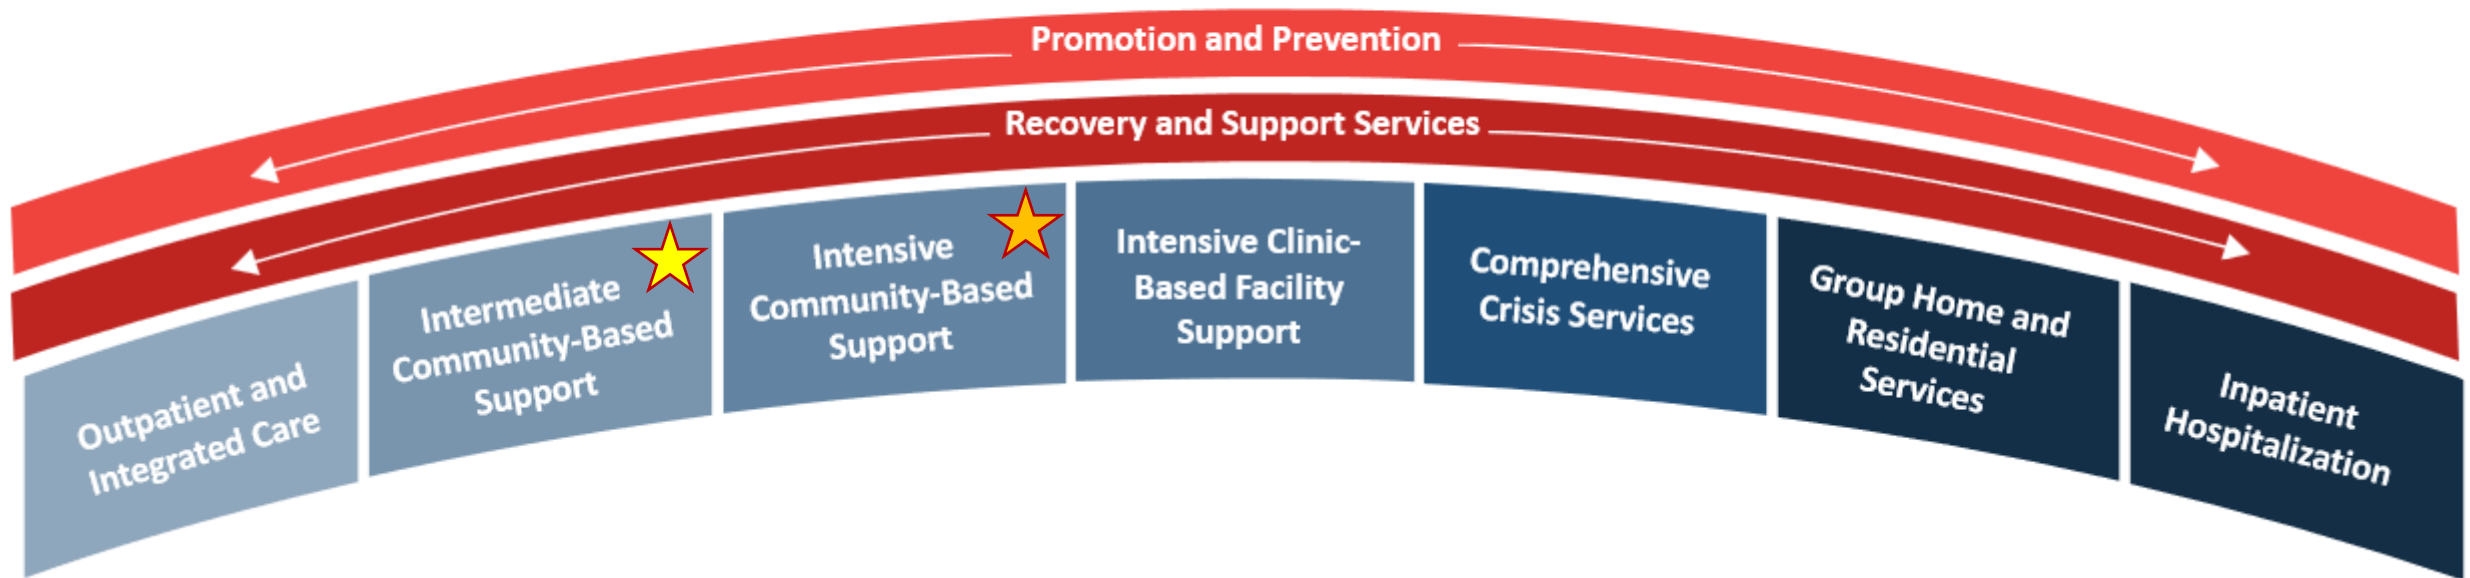 Promotion and Prevention
Recovery and Support Services
Outpatient and
Integrated Care
Intermediate
Community-Based
Support
Intensive
Community-Based
Support
Intensive Clinic-
Based Facility
Support
Comprehensive
Crisis Services
Group Home and
Residential
Services
Inpatient
Hospitalization